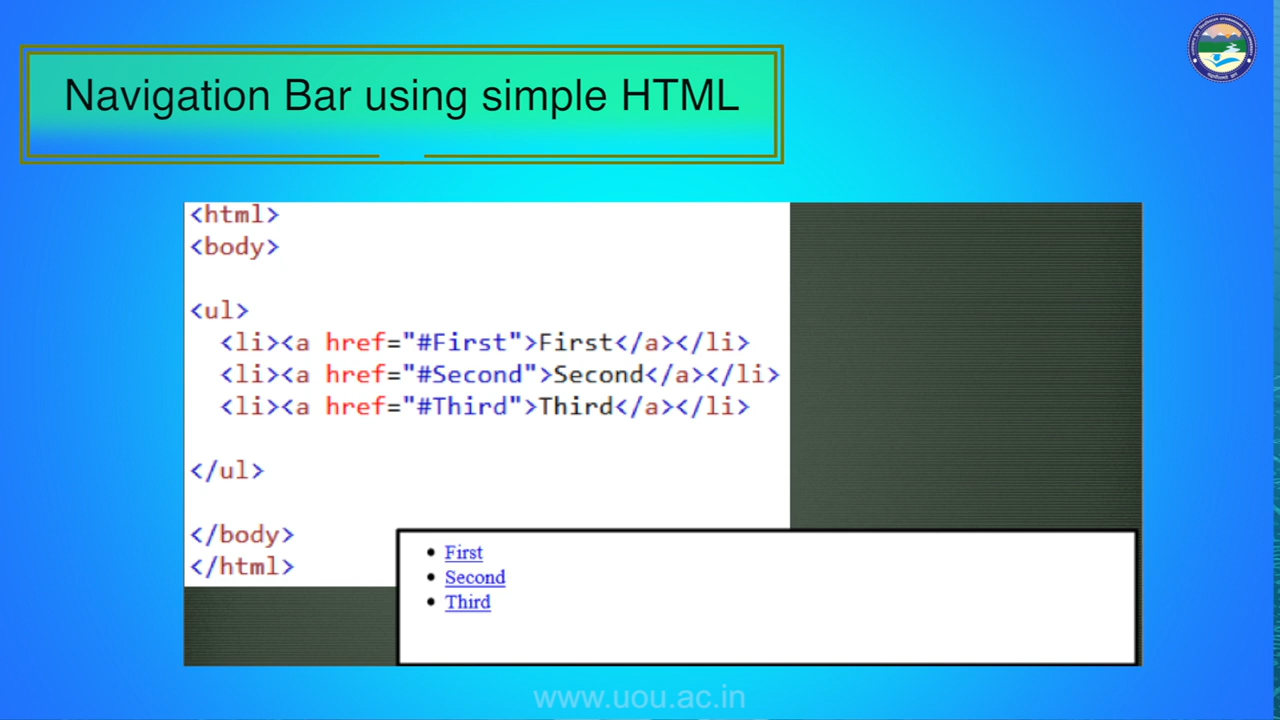 Navigation Bar using simple HTML
<html>
<body>
<ul>
<li><a href="#First">First</a></li>
<li><a href="#Second">Second</a></li>
<li><a href="#Third">Third</a></li>
</ul>
</body>
</html>
First
Second
Third
www.uou.ac.in